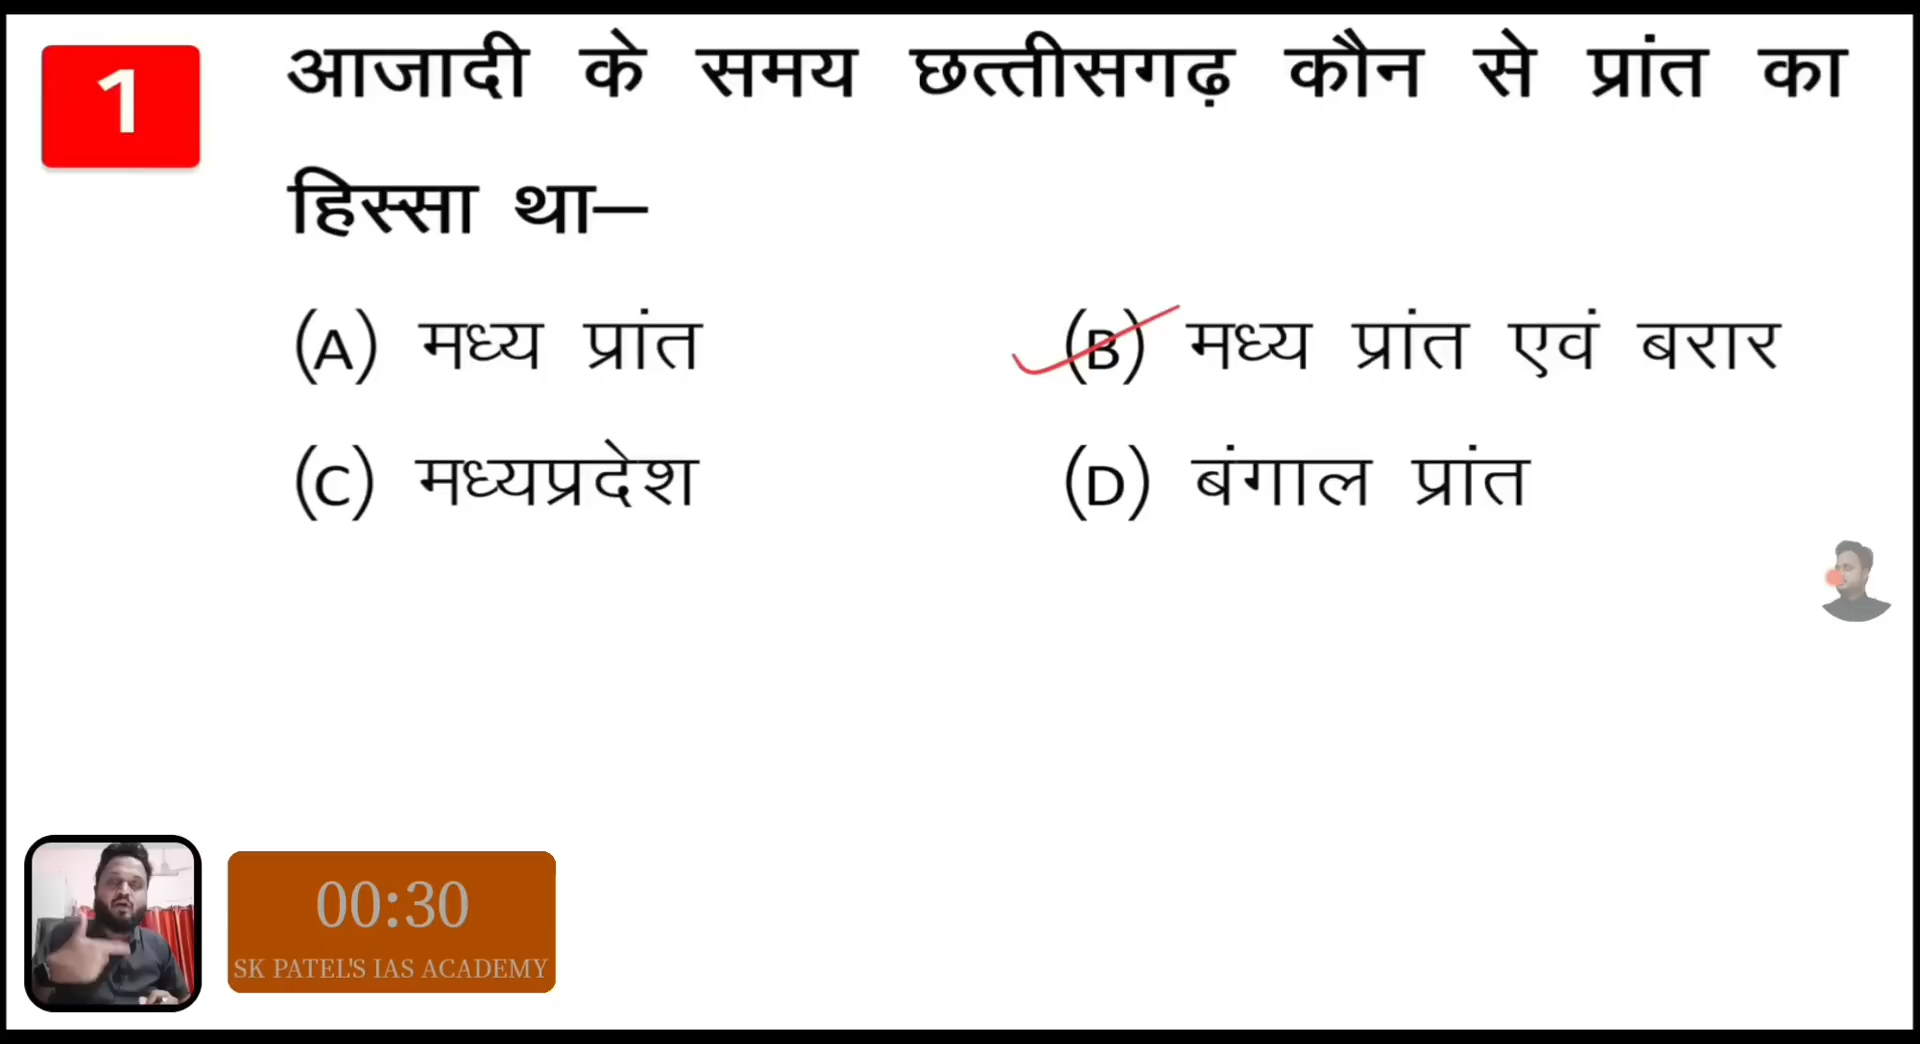 1
आजादी के समय छत्तीसगढ़ कौन से प्रांत का
हिस्सा था–
(A) मध्य प्रांत (B) मध्य प्रांत एवं बरार
(C) मध्यप्रदेश (D) बंगाल प्रांत
00:30
SK PATEL'S IAS ACADEMY